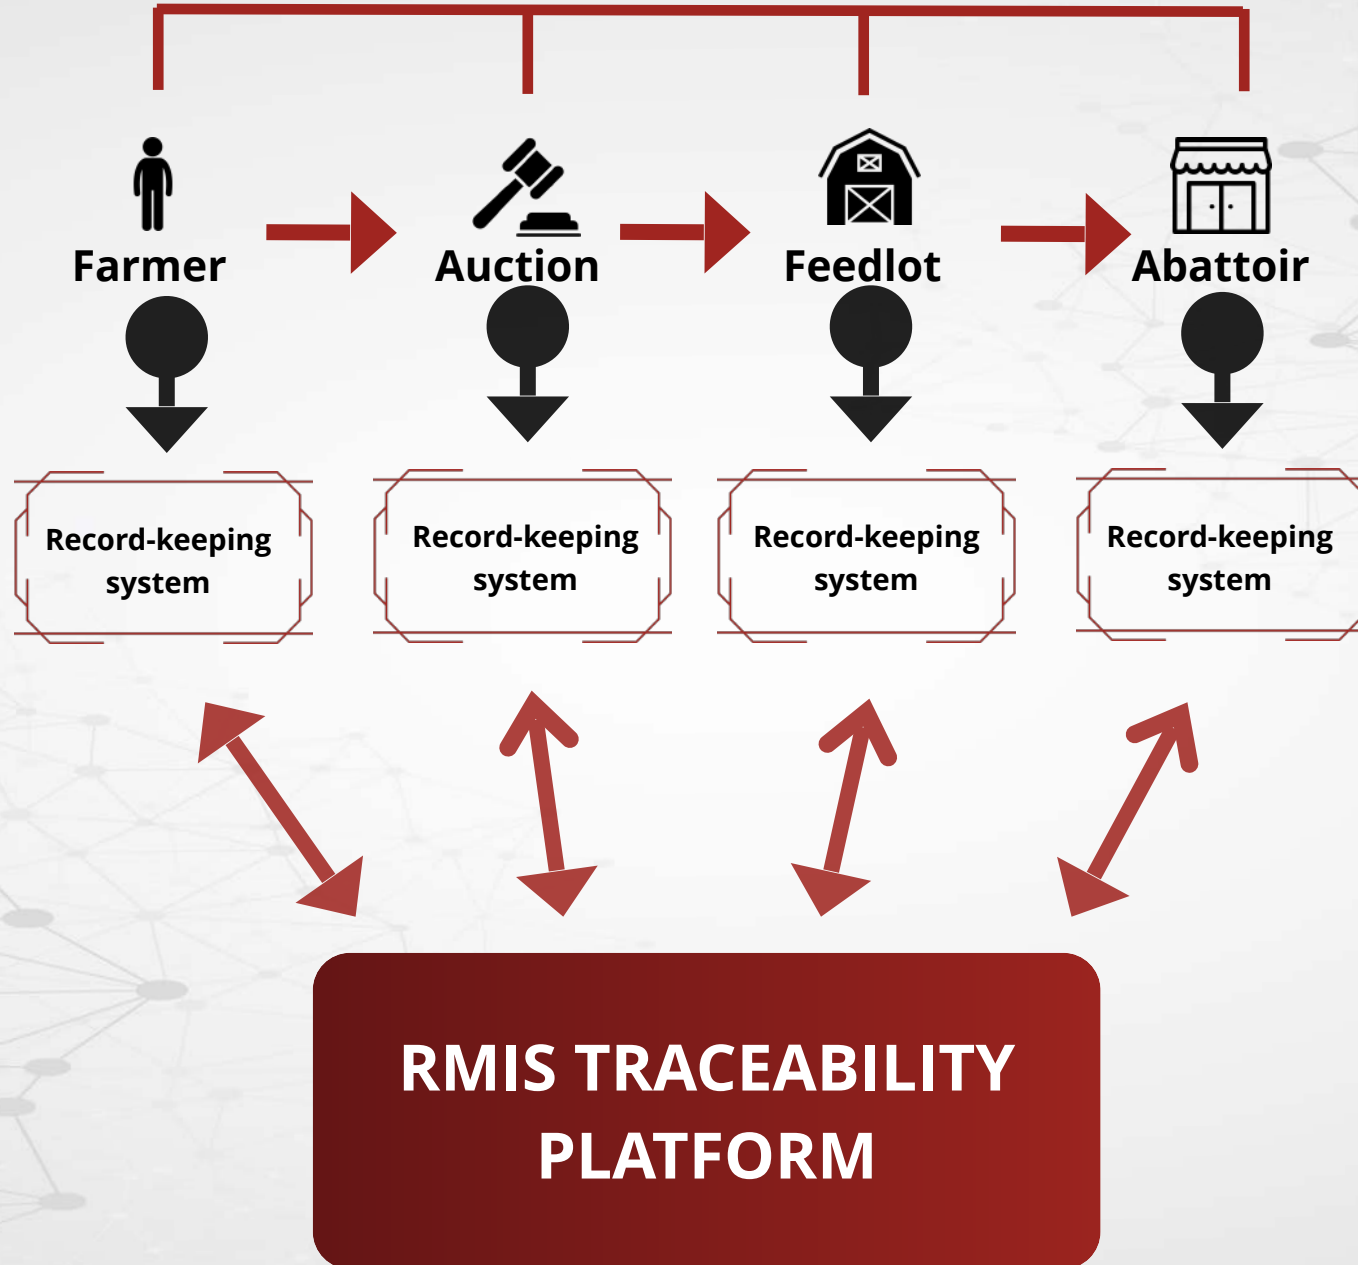 Farmer
Auction
Feedlot
Abattoir
Record-keeping
system
Record-keeping
system
Record-keeping
system
Record-keeping
system
RMIS TRACEABILITY
PLATFORM